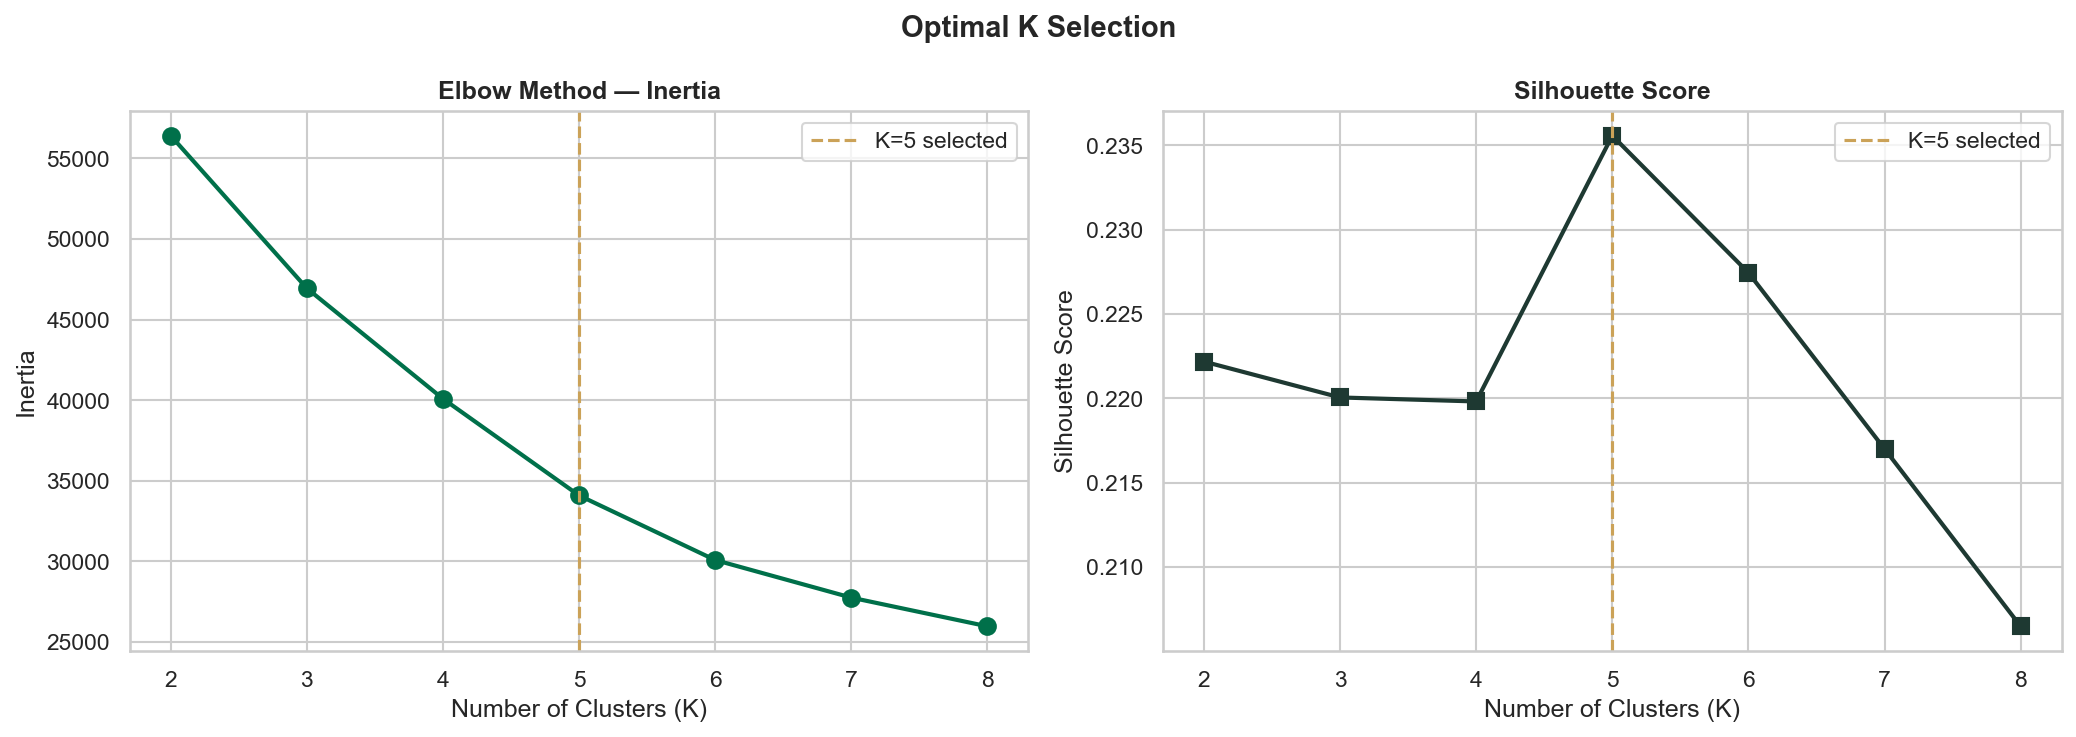 Optimal K Selection
Elbow Method — Inertia
K=5 selected
55000
50000
45000
40000
35000
30000
25000
Inertia
2 3 4 5 6 7 8
Number of Clusters (K)
Silhouette Score
K=5 selected
0.235
0.230
0.225
0.220
0.215
0.210
Silhouette Score
2 3 4 5 6 7 8
Number of Clusters (K)